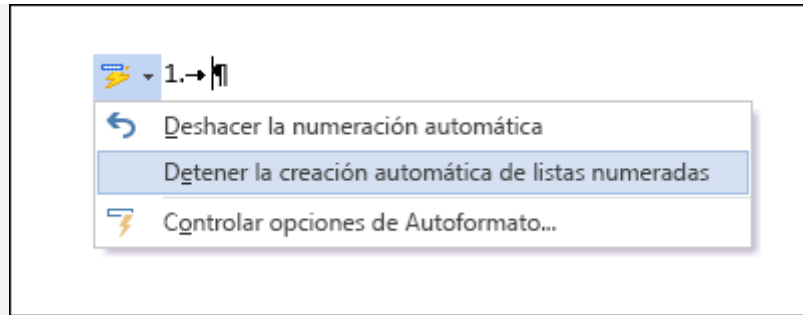 1.→¶
Deshacer la numeración automática
Detener la creación automática de listas numeradas
Controlar opciones de Autoformato...